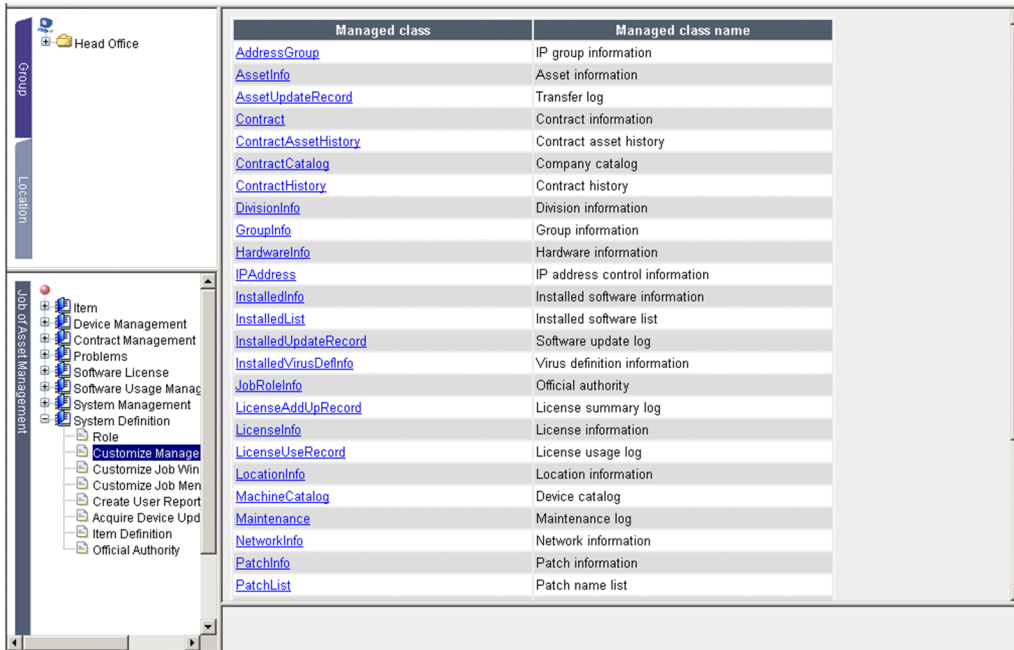 Group
Location
Head Office
Job of Asset Management
Item
Device Management
Contract Management
Problems
Software License
Software Usage Manag
System Management
System Definition
Role
Customize Manage
Customize Job Win
Customize Job Men
Create User Report
Acquire Device Upd
Item Definition
Official Authority
Managed class Managed class name
AddressGroup IP group information
AssetInfo Asset information
AssetUpdateRecord Transfer log
Contract Contract information
ContractAssetHistory Contract asset history
ContractCatalog Company catalog
ContractHistory Contract history
DivisionInfo Division information
GroupInfo Group information
HardwareInfo Hardware information
IPAddress IP address control information
InstalledInfo Installed software information
InstalledList Installed software list
InstalledUpdateRecord Software update log
InstalledVirusDefInfo Virus definition information
JobRoleInfo Official authority
LicenseAddUpRecord License summary log
LicenseInfo License information
LicenseUseRecord License usage log
LocationInfo Location information
MachineCatalog Device catalog
Maintenance Maintenance log
NetworkInfo Network information
PatchInfo Patch information
PatchList Patch name list